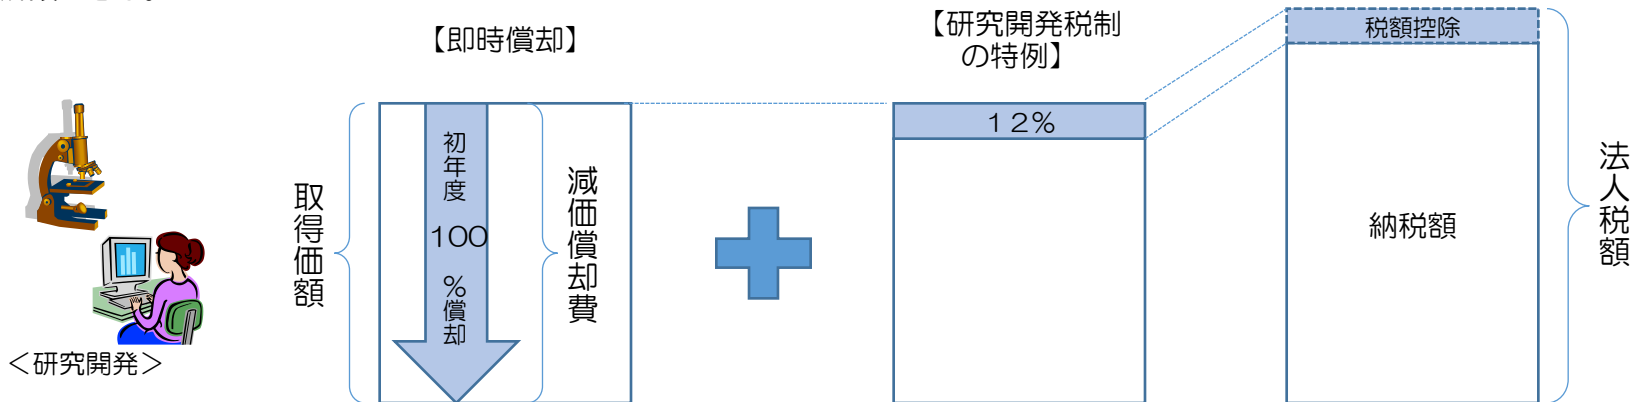 【即時償却】
【研究開発税制
の特例】
税額控除
12%
初年度 100 %償却
減価償却費
取得価額
納税額
法人税額
＜研究開発＞